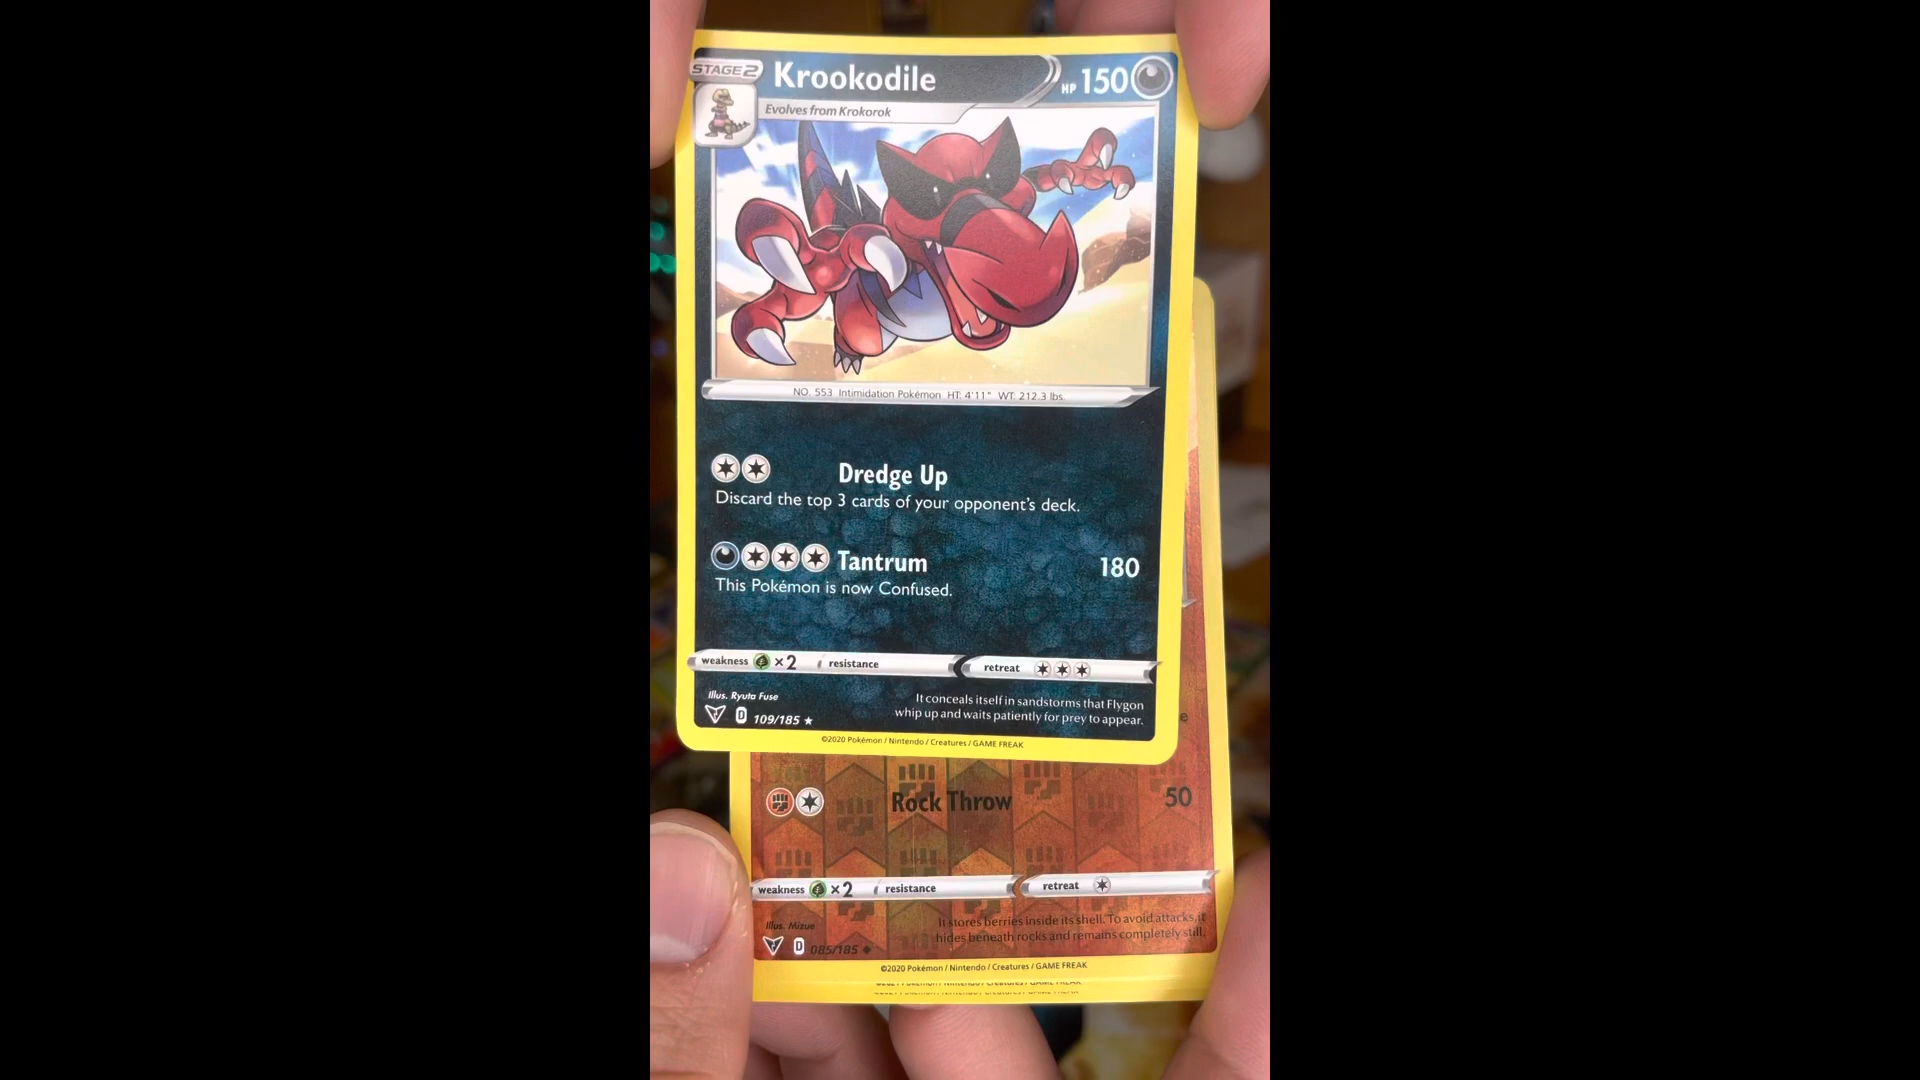 STAGE2
Krookodile
HP 150
Evolves from Krokorok
NO. 553 Intimidation Pokémon HT: 4'11" WT: 212.3 lbs.
Dredge Up
Discard the top 3 cards of your opponent's deck.
Tantrum 180
This Pokémon is now Confused.
weakness ×2 resistance retreat
Illus. Ryuta Fuse
It conceals itself in sandstorms that Flygon
whip up and waits patiently for prey to appear.
D 109/185
©2020 Pokémon / Nintendo / Creatures / GAME FREAK
e
Rock Throw 50
weakness ×2 resistance retreat
Illus. Mizue
It stores berries inside its shell. To avoid attacks, it
hides beneath rocks and remains completely still.
D 085/185
©2020 Pokémon / Nintendo / Creatures / GAME FREAK